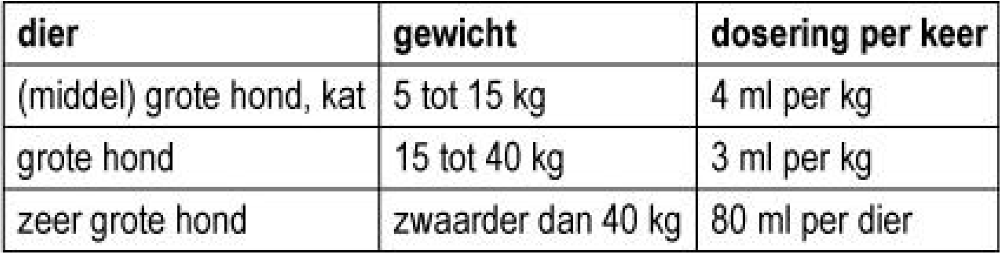 dier gewicht dosering per keer
(middel) grote hond, kat 5 tot 15 kg 4 ml per kg
grote hond 15 tot 40 kg 3 ml per kg
zeer grote hond zwaarder dan 40 kg 80 ml per dier